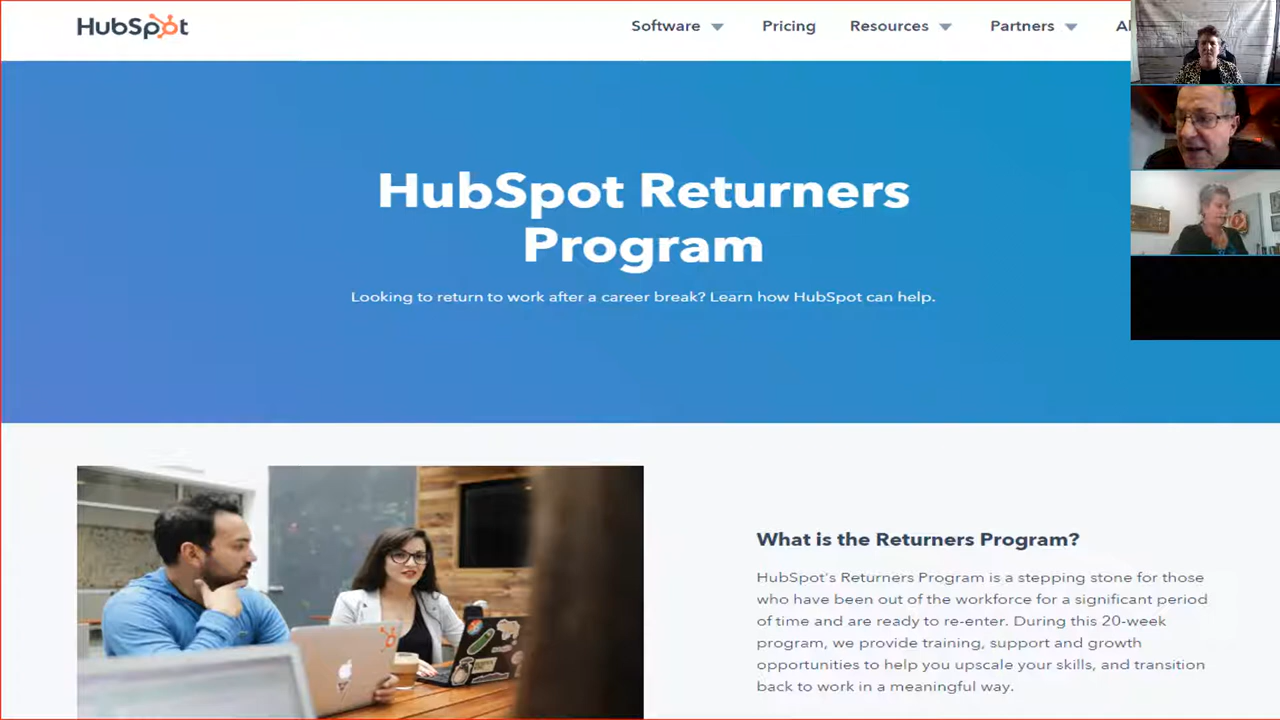 HubSpot
Software Pricing Resources Partners
HubSpot Returners
Program
Looking to return to work after a career break? Learn how HubSpot can help.
What is the Returners Program?
HubSpot's Returners Program is a stepping stone for those
who have been out of the workforce for a significant period
of time and are ready to re-enter. During this 20-week
program, we provide training, support and growth
opportunities to help you upscale your skills, and transition
back to work in a meaningful way.